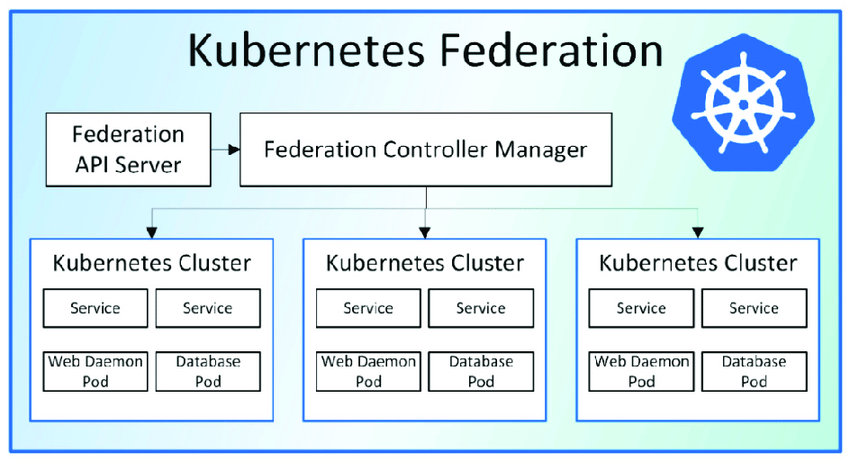 Kubernetes Federation
Federation
API Server
Federation Controller Manager
Kubernetes Cluster
Service
Service
Web Daemon
Pod
Database
Pod
Kubernetes Cluster
Service
Service
Web Daemon
Pod
Database
Pod
Kubernetes Cluster
Service
Service
Web Daemon
Pod
Database
Pod